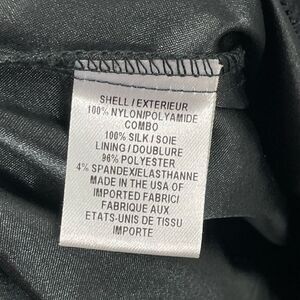 SHELL / EXTERIEUR
100% NYLON/POLYAMIDE
COMBO
100% SILK / SOIE
LINING / DOUBLURE
96% POLYESTER
4% SPANDEX/ELASTHANNE
MADE IN THE USA OF
IMPORTED FABRIC/
FABRIQUE AUX
ETATS-UNIS DE TISSU
IMPORTE